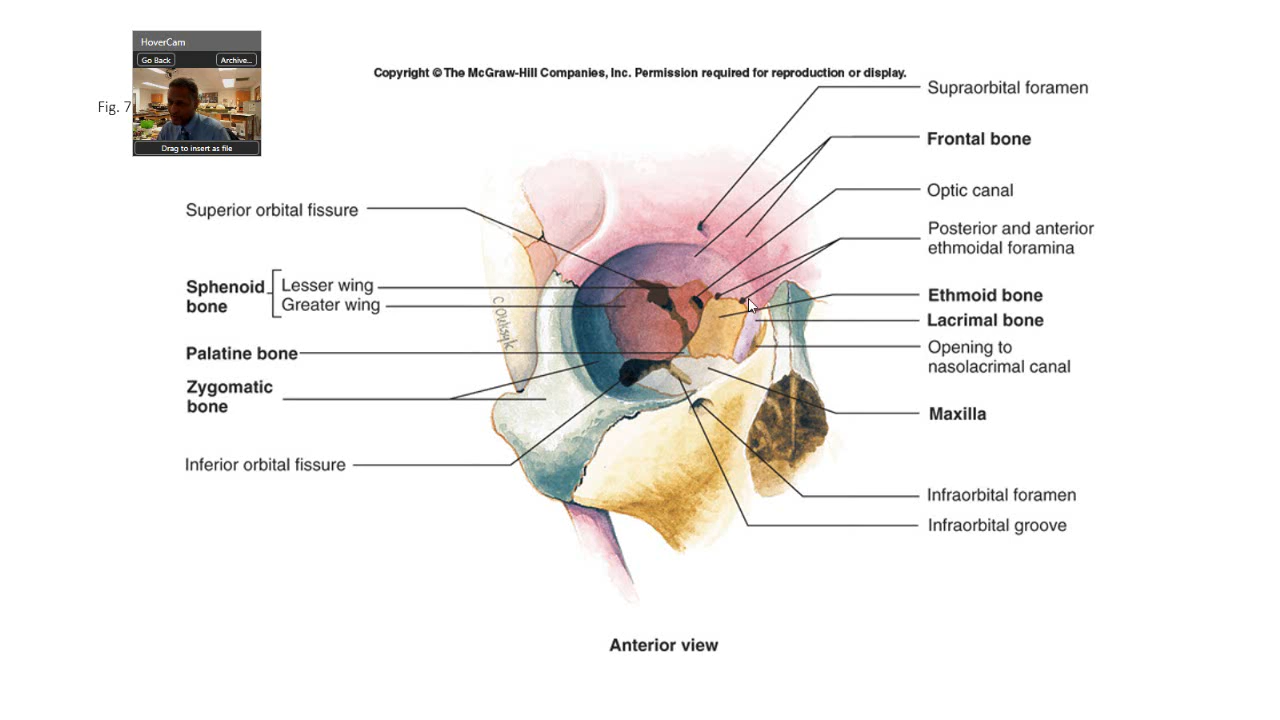 HoverCam
Go Back
Archive...
Drag to insert as file
Fig. 7
Copyright © The McGraw-Hill Companies, Inc. Permission required for reproduction or display.
Supraorbital foramen
Frontal bone
Optic canal
Posterior and anterior
ethmoidal foramina
Ethmoid bone
Lacrimal bone
Opening to
nasolacrimal canal
Maxilla
Infraorbital foramen
Infraorbital groove
Superior orbital fissure
Sphenoid
bone
Lesser wing
Greater wing
Palatine bone
Zygomatic
bone
Inferior orbital fissure
Anterior view